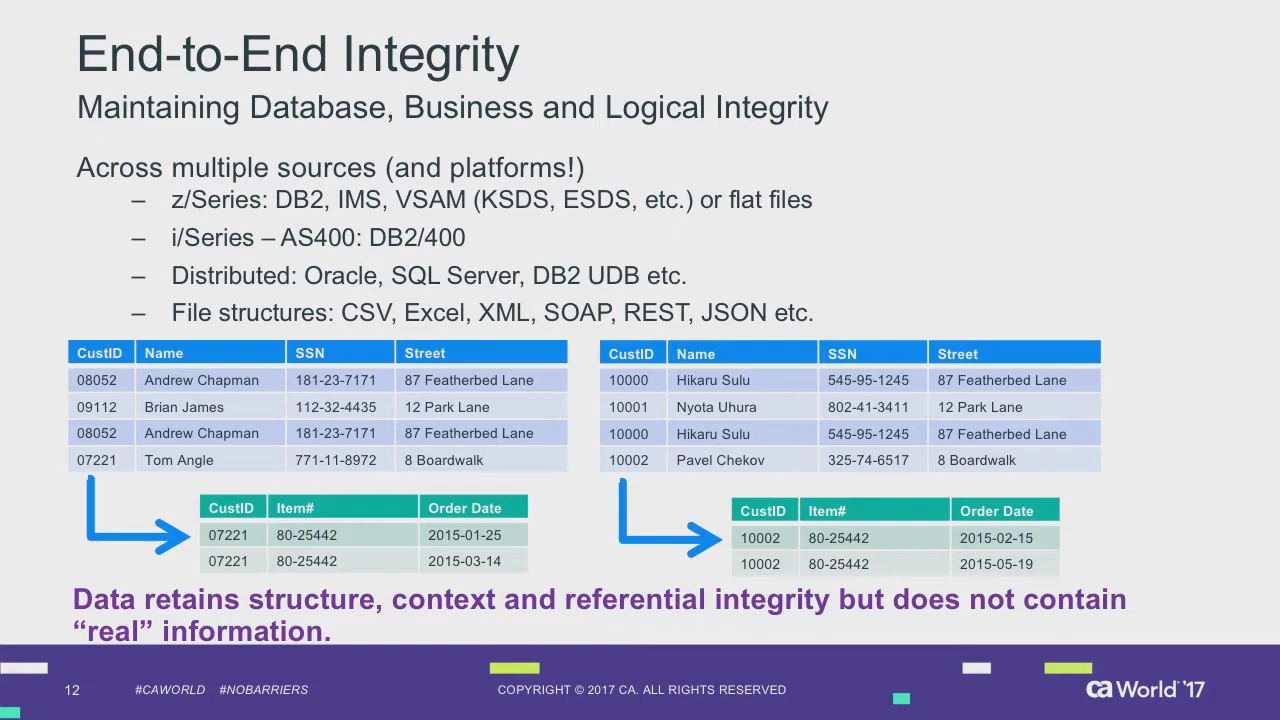 End-to-End Integrity
Maintaining Database, Business and Logical Integrity
Across multiple sources (and platforms!)
– z/Series: DB2, IMS, VSAM (KSDS, ESDS, etc.) or flat files
– i/Series – AS400: DB2/400
– Distributed: Oracle, SQL Server, DB2 UDB etc.
– File structures: CSV, Excel, XML, SOAP, REST, JSON etc.
CustID Name SSN Street
08052 Andrew Chapman 181-23-7171 87 Featherbed Lane
09112 Brian James 112-32-4435 12 Park Lane
08052 Andrew Chapman 181-23-7171 87 Featherbed Lane
07221 Tom Angle 771-11-8972 8 Boardwalk
CustID Item# Order Date
07221 80-25442 2015-01-25
07221 80-25442 2015-03-14
CustID Name SSN Street
10000 Hikaru Sulu 545-95-1245 87 Featherbed Lane
10001 Nyota Uhura 802-41-3411 12 Park Lane
10000 Hikaru Sulu 545-95-1245 87 Featherbed Lane
10002 Pavel Chekov 325-74-6517 8 Boardwalk
CustID Item# Order Date
10002 80-25442 2015-02-15
10002 80-25442 2015-05-19
Data retains structure, context and referential integrity but does not contain
“real” information.
12 #CAWORLD #NOBARRIERS COPYRIGHT © 2017 CA. ALL RIGHTS RESERVED ca World ’17